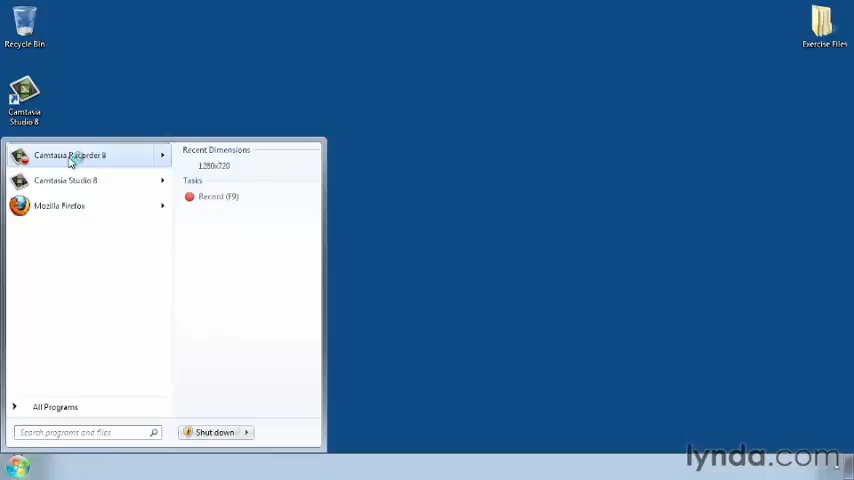 Recycle Bin
Exercise Files
Camtasia
Studio 8
Camtasia Recorder 8
Camtasia Studio 8
Mozilla Firefox
Recent Dimensions
1280x720
Tasks
Record (F9)
All Programs
Search programs and files
Shut down
lynda.com